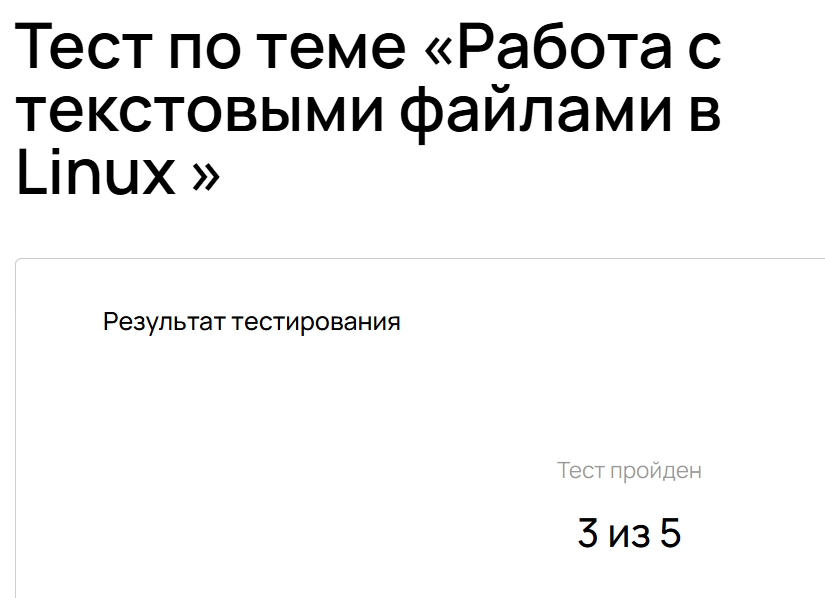 Тест по теме «Работа с
текстовыми файлами в
Linux »
Результат тестирования
Тест пройден
3 из 5